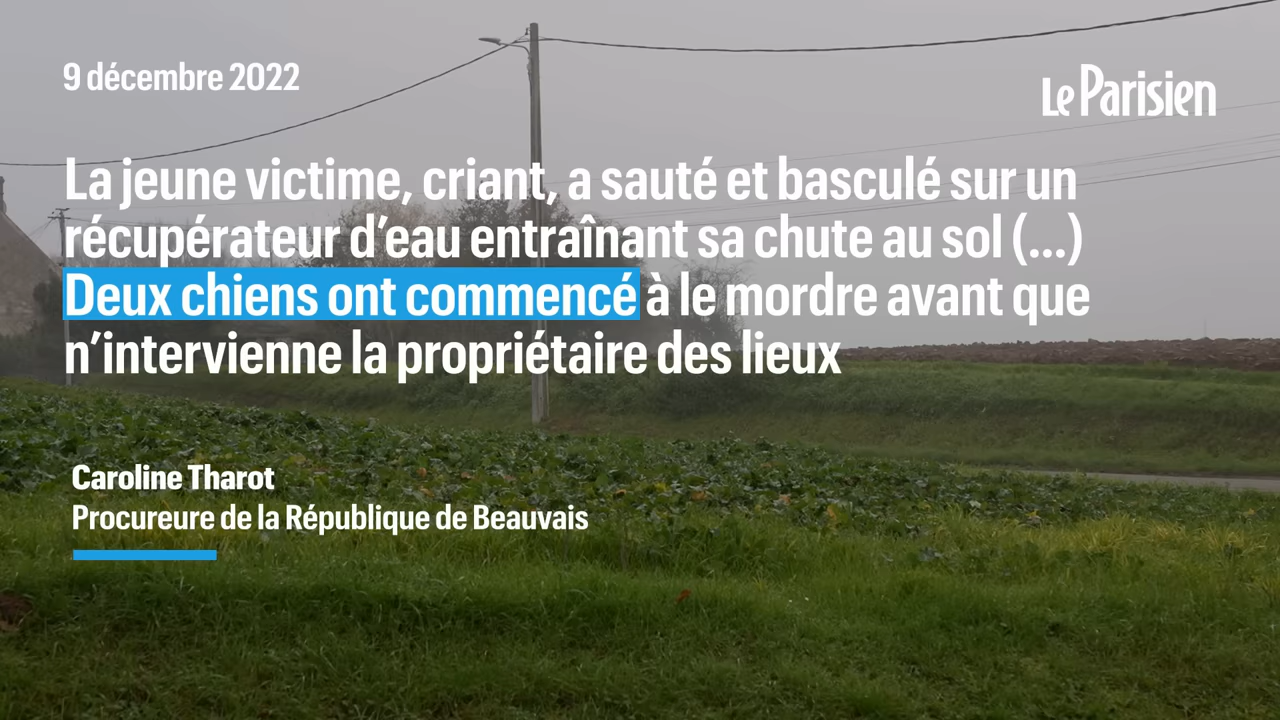 9 décembre 2022
Le Parisien
La jeune victime, criant, a sauté et basculé sur un
récupérateur d’eau entraînant sa chute au sol (...)
Deux chiens ont commencé à le mordre avant que
n’intervienne la propriétaire des lieux
Caroline Tharot
Procureure de la République de Beauvais